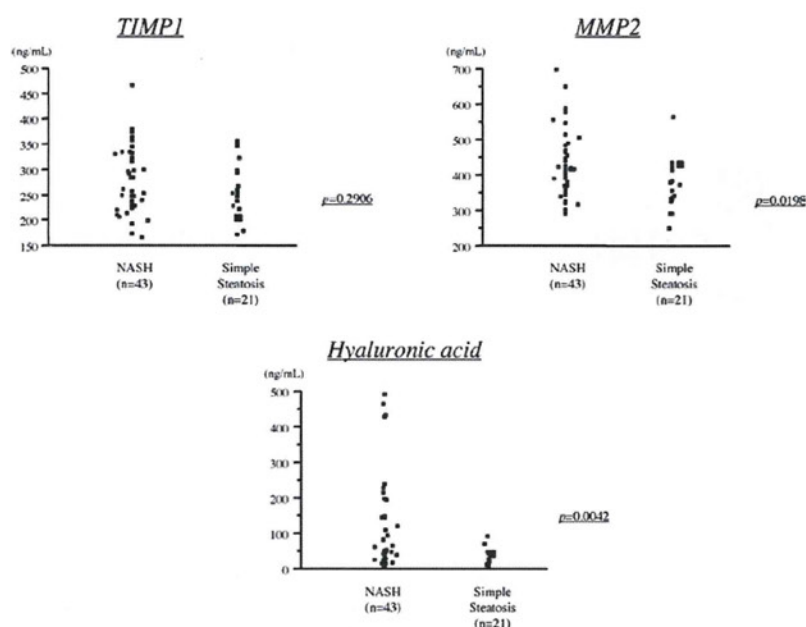 TIMP1
(ng/mL)
500
450
400
350
300
250
200
150
NASH
(n=43)
Simple
Steatosis
(n=21)
p=0.2906
MMP2
(ng/mL)
700
600
500
400
300
200
NASH
(n=43)
Simple
Steatosis
(n=21)
p=0.0198
Hyaluronic acid
(ng/mL)
500
400
300
200
100
0
NASH
(n=43)
Simple
Steatosis
(n=21)
p=0.0042